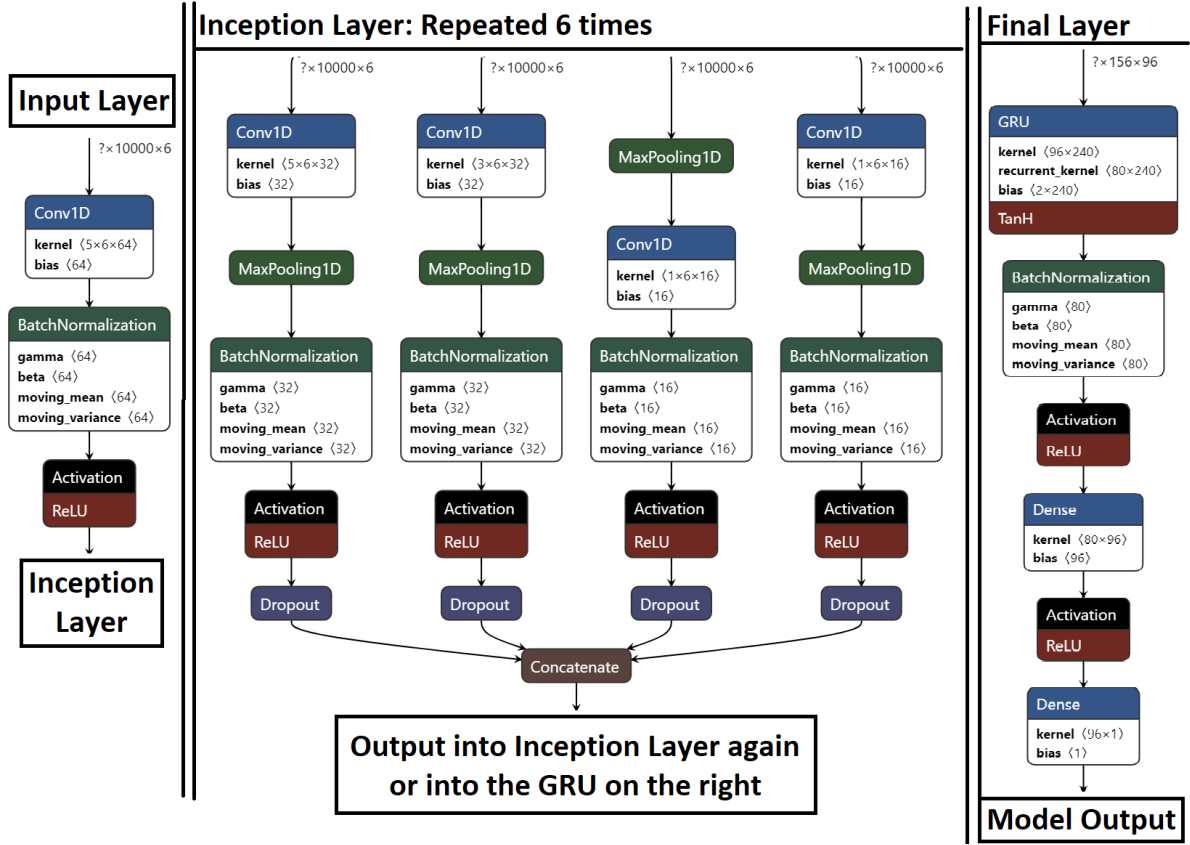 Input Layer
?×10000×6
Conv1D
kernel ⟨5×6×64⟩
bias ⟨64⟩
BatchNormalization
gamma ⟨64⟩
beta ⟨64⟩
moving_mean ⟨64⟩
moving_variance ⟨64⟩
Activation
ReLU
Inception
Layer
Inception Layer: Repeated 6 times
?×10000×6
Conv1D
kernel ⟨5×6×32⟩
bias ⟨32⟩
MaxPooling1D
BatchNormalization
gamma ⟨32⟩
beta ⟨32⟩
moving_mean ⟨32⟩
moving_variance ⟨32⟩
Activation
ReLU
Dropout
?×10000×6
Conv1D
kernel ⟨3×6×32⟩
bias ⟨32⟩
MaxPooling1D
BatchNormalization
gamma ⟨32⟩
beta ⟨32⟩
moving_mean ⟨32⟩
moving_variance ⟨32⟩
Activation
ReLU
Dropout
?×10000×6
MaxPooling1D
Conv1D
kernel ⟨1×6×16⟩
bias ⟨16⟩
BatchNormalization
gamma ⟨16⟩
beta ⟨16⟩
moving_mean ⟨16⟩
moving_variance ⟨16⟩
Activation
ReLU
Dropout
?×10000×6
Conv1D
kernel ⟨1×6×16⟩
bias ⟨16⟩
MaxPooling1D
BatchNormalization
gamma ⟨16⟩
beta ⟨16⟩
moving_mean ⟨16⟩
moving_variance ⟨16⟩
Activation
ReLU
Dropout
Concatenate
Output into Inception Layer again
or into the GRU on the right
Final Layer
?×156×96
GRU
kernel ⟨96×240⟩
recurrent_kernel ⟨80×240⟩
bias ⟨2×240⟩
TanH
BatchNormalization
gamma ⟨80⟩
beta ⟨80⟩
moving_mean ⟨80⟩
moving_variance ⟨80⟩
Activation
ReLU
Dense
kernel ⟨80×96⟩
bias ⟨96⟩
Activation
ReLU
Dense
kernel ⟨96×1⟩
bias ⟨1⟩
Model Output